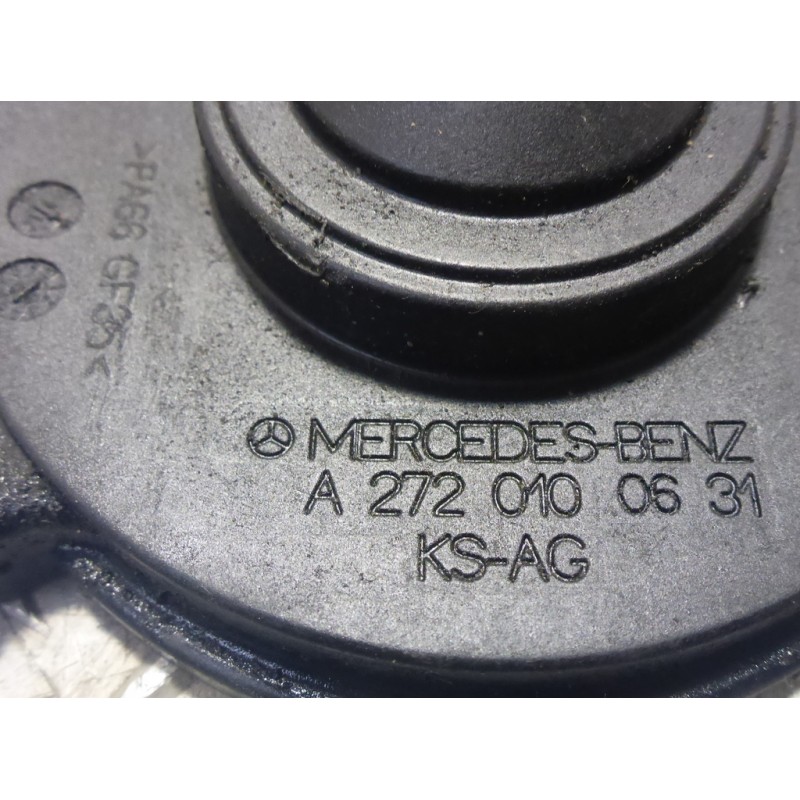 >PA66 GF35<
MERCEDES-BENZ
A 272 010 06 31
KS-AG